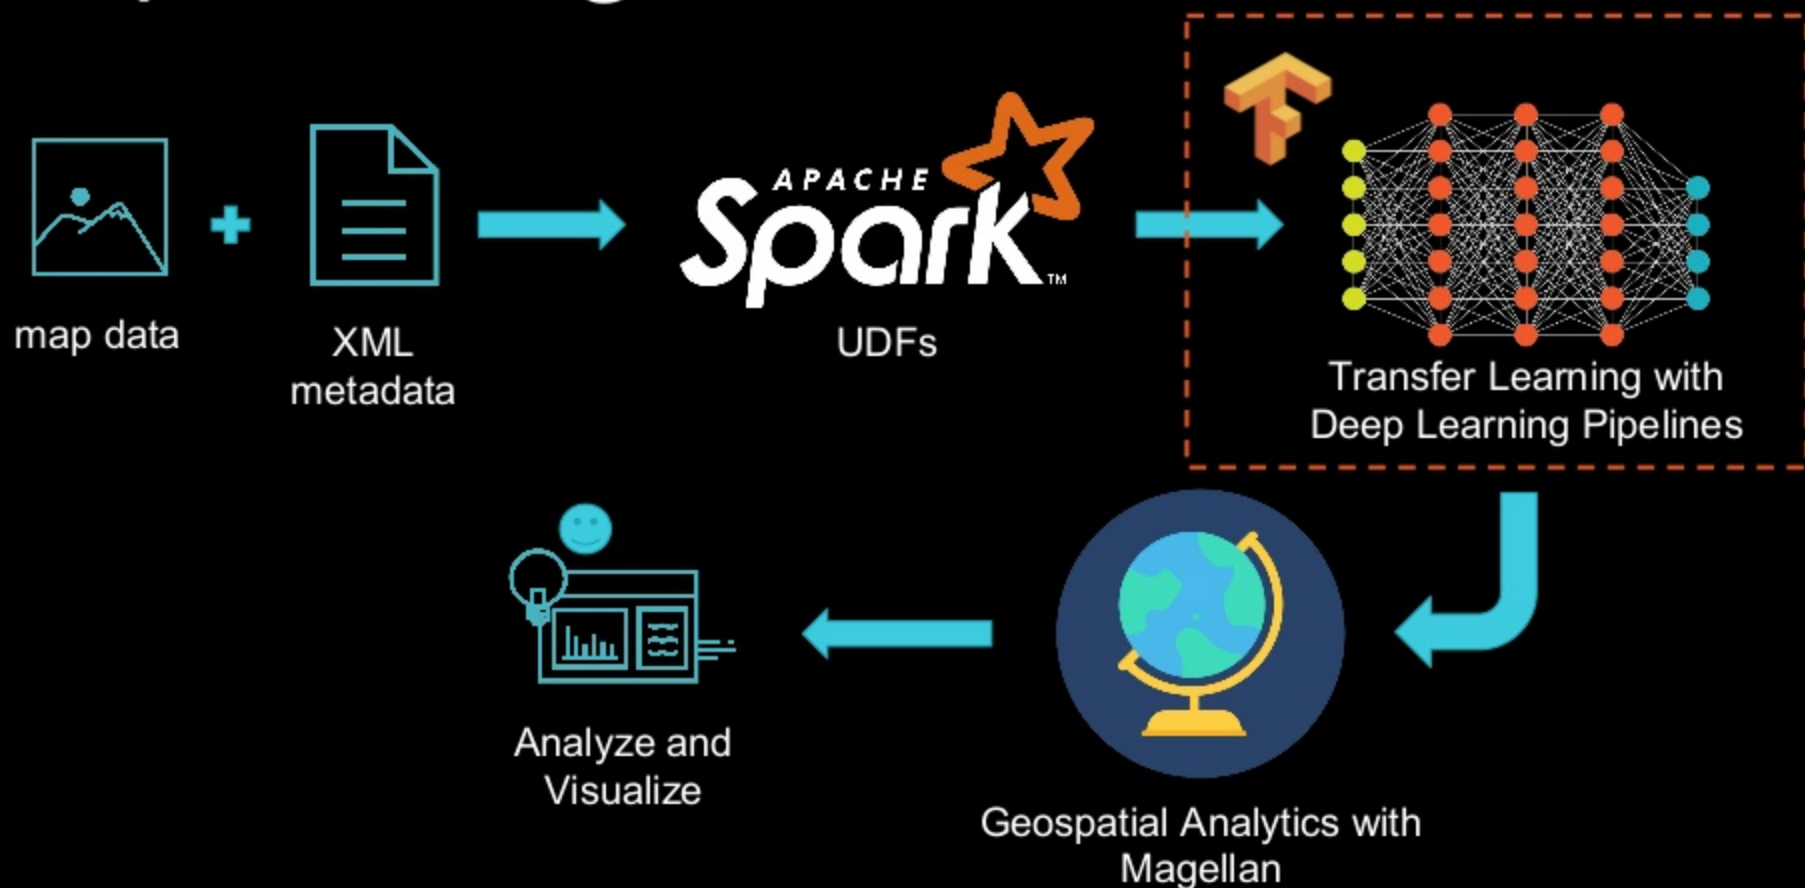 APACHE
Spark™
map data
XML
metadata
UDFs
Transfer Learning with
Deep Learning Pipelines
Analyze and
Visualize
Geospatial Analytics with
Magellan